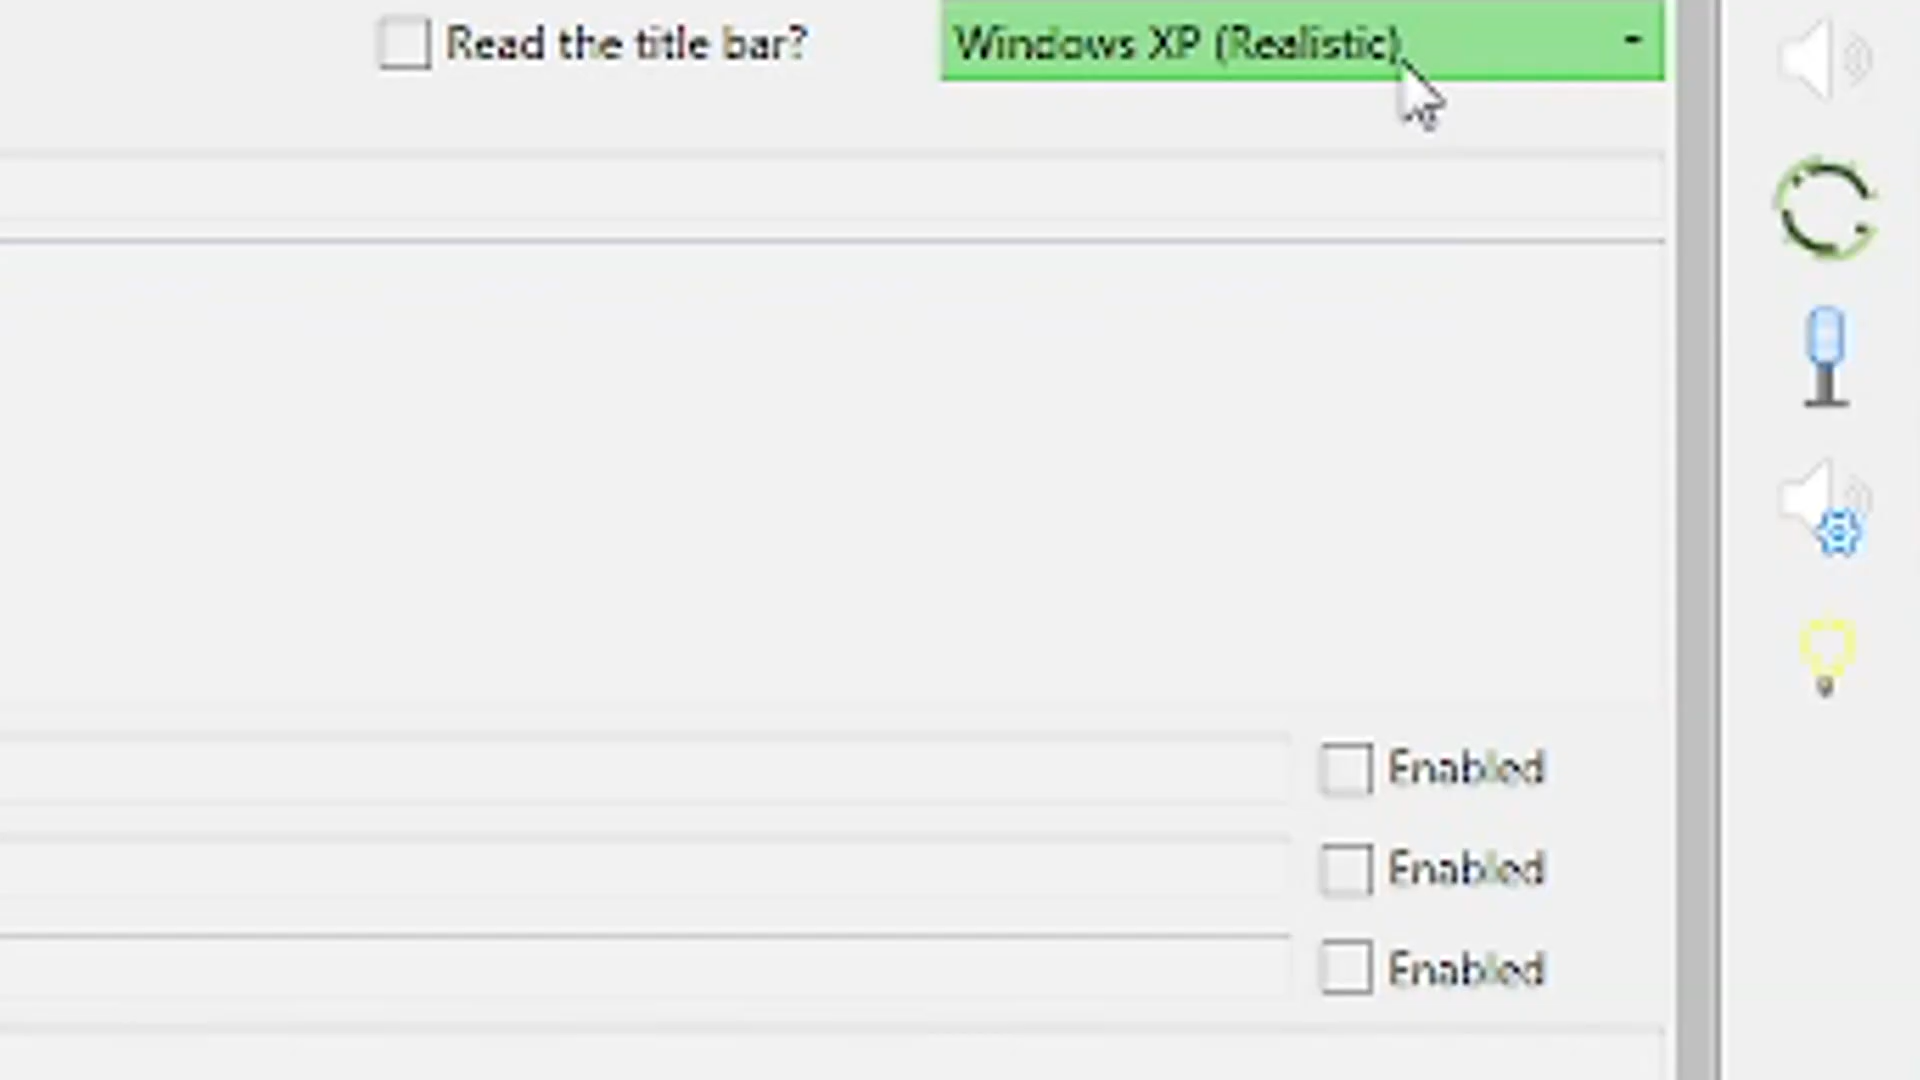 Read the title bar?
Windows XP (Realistic)
Enabled
Enabled
Enabled